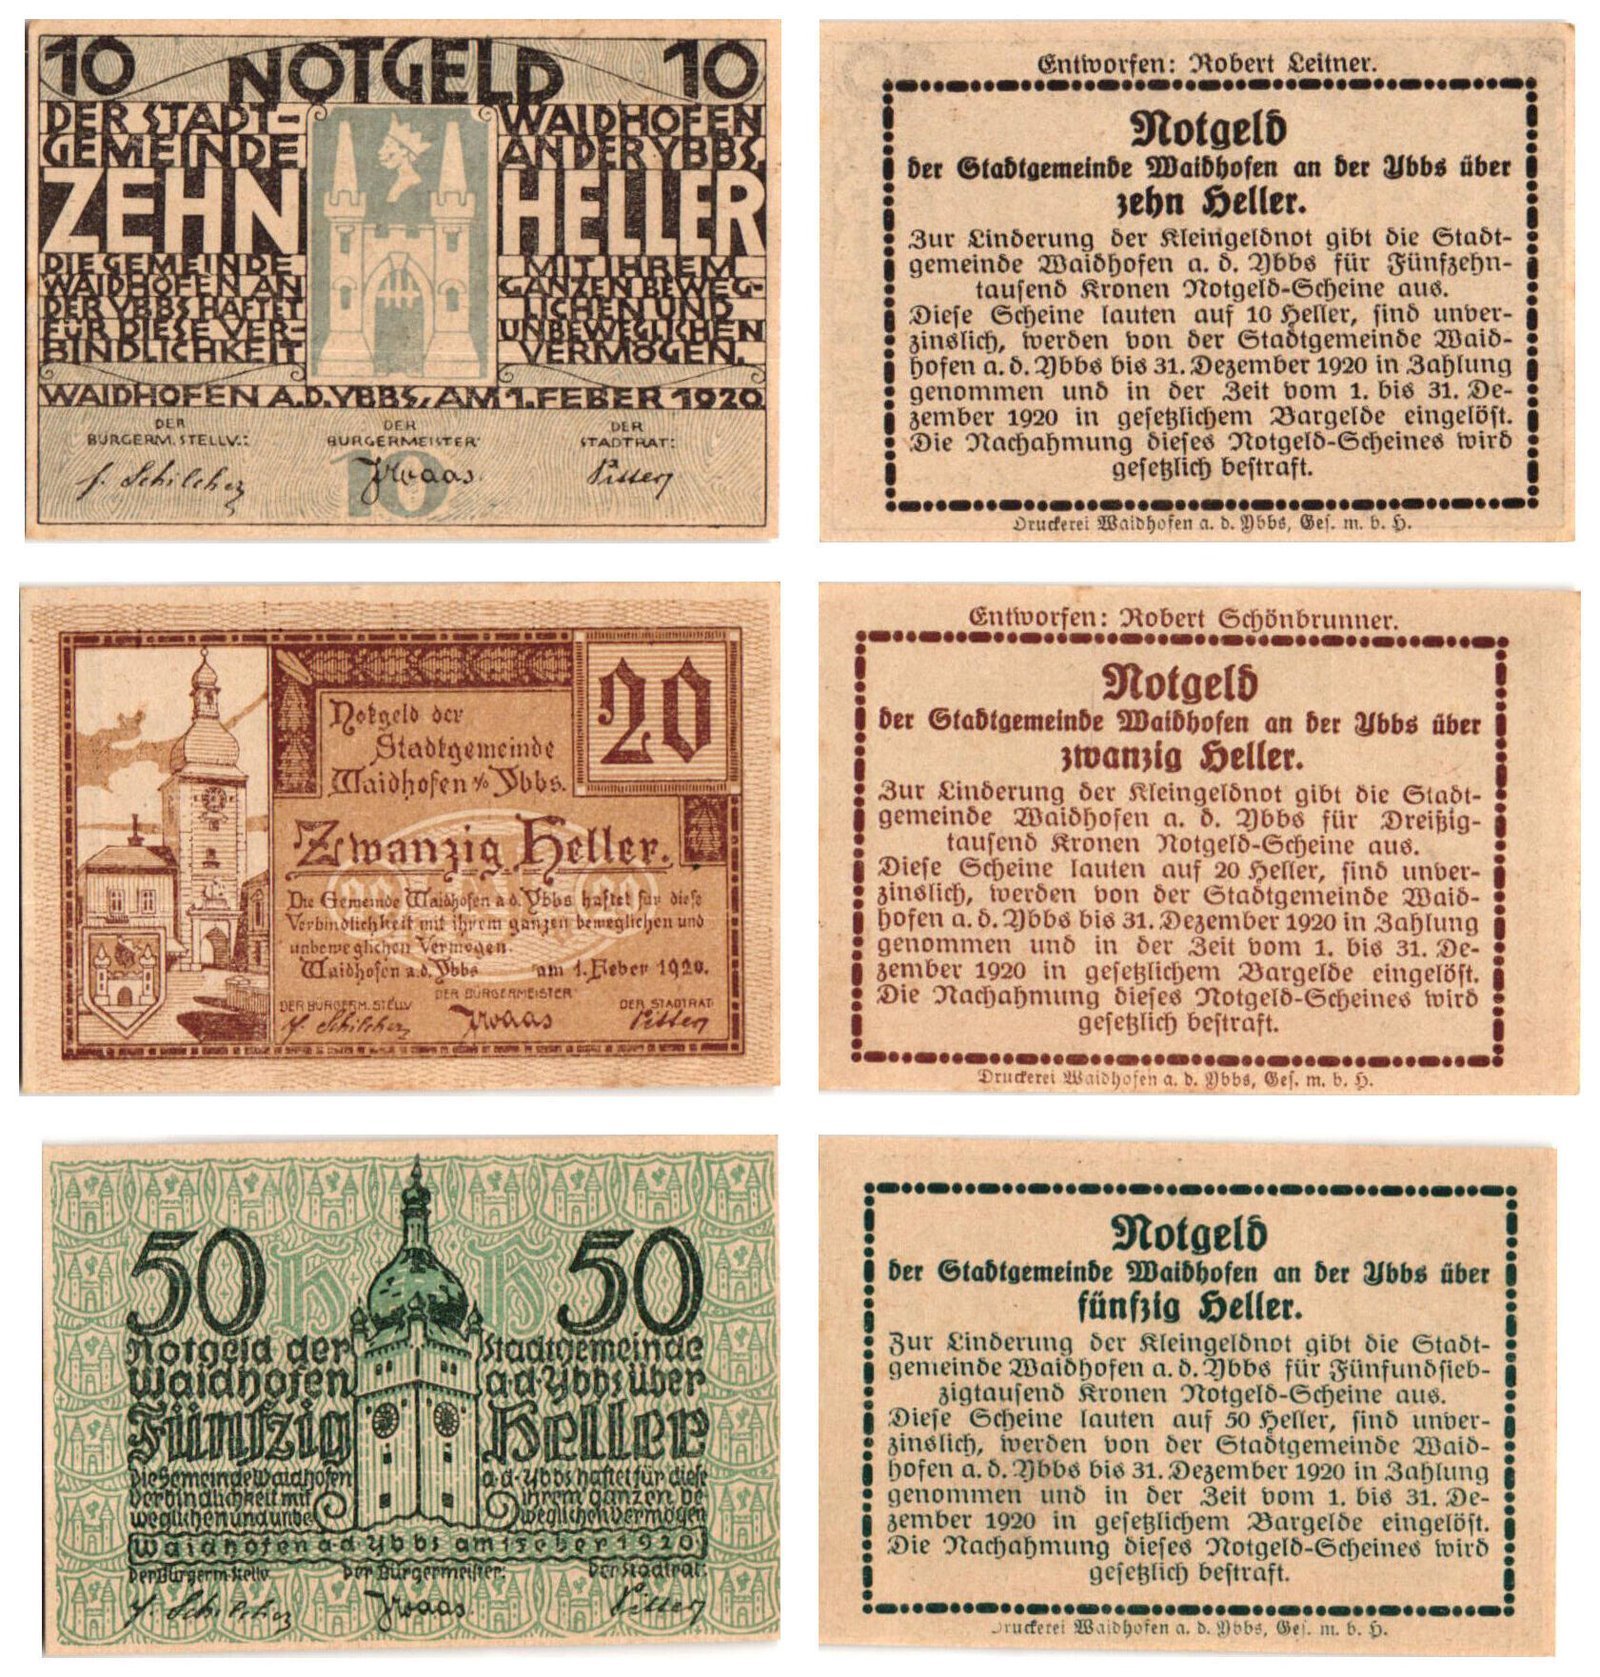 10 NOTGELD 10
DER STADT- WAIDHOFEN
GEMEINDE AN DER YBBS,
ZEHN HELLER
DIE GEMEINDE MIT IHREM
WAIDHOFEN AN GANZEN BEWEG-
DER YBBS HAFTET LICHEN UND
FÜR DIESE VER- UNBEWEGLICHEN
BINDLICHKEIT VERMÖGEN.
WAIDHOFEN A.D.YBBS, AM 1. FEBER 1920
DER DER DER
BÜRGERM. STELLV.: BÜRGERMEISTER: STADTRAT:
10
Entworfen: Robert Leitner.
Notgeld
der Stadtgemeinde Waidhofen an der Ybbs über
zehn Heller.
Zur Linderung der Kleingeldnot gibt die Stadt-
gemeinde Waidhofen a. d. Ybbs für Fünfzehn-
tausend Kronen Notgeld-Scheine aus.
Diese Scheine lauten auf 10 Heller, sind unver-
zinslich, werden von der Stadtgemeinde Waid-
hofen a. d. Ybbs bis 31. Dezember 1920 in Zahlung
genommen und in der Zeit vom 1. bis 31. De-
zember 1920 in gesetzlichem Bargelde eingelöst.
Die Nachahmung dieses Notgeld-Scheines wird
gesetzlich bestraft.
Druckerei Waidhofen a. d. Ybbs, Ges. m. b. H.
20
Notgeld der
Stadtgemeinde
Waidhofen a/d Ybbs.
Zwanzig Heller.
Die Gemeinde Waidhofen a.d. Ybbs haftet für diese
Verbindlichkeit mit ihrem ganzen beweglichen und
unbeweglichen Vermögen.
Waidhofen a.d. Ybbs am 1. Feber 1920.
DER BÜRGERM. STELLV. DER BÜRGERMEISTER DER STADTRAT
Entworfen: Robert Schönbrunner.
Notgeld
der Stadtgemeinde Waidhofen an der Ybbs über
zwanzig Heller.
Zur Linderung der Kleingeldnot gibt die Stadt-
gemeinde Waidhofen a. d. Ybbs für Dreißig-
tausend Kronen Notgeld-Scheine aus.
Diese Scheine lauten auf 20 Heller, sind unver-
zinslich, werden von der Stadtgemeinde Waid-
hofen a. d. Ybbs bis 31. Dezember 1920 in Zahlung
genommen und in der Zeit vom 1. bis 31. De-
zember 1920 in gesetzlichem Bargelde eingelöst.
Die Nachahmung dieses Notgeld-Scheines wird
gesetzlich bestraft.
Druckerei Waidhofen a. d. Ybbs, Ges. m. b. H.
50 H H 50
Notgeld der Stadtgemeinde
Waidhofen a.d. Ybbs über
Fünfzig Heller
Die Gemeinde Waidhofen a.d. Ybbs haftet für diese
Verbindlichkeit mit ihrem ganzen be-
weglichen und unbe weglichen Vermögen
Waidhofen a.d. Ybbs am 1 Feber 1920
Der Bürgerm. Stellv. Der Bürgermeister: Der Stadtrat:
Notgeld
der Stadtgemeinde Waidhofen an der Ybbs über
fünfzig Heller.
Zur Linderung der Kleingeldnot gibt die Stadt-
gemeinde Waidhofen a. d. Ybbs für Fünfundsieb-
zigtausend Kronen Notgeld-Scheine aus.
Diese Scheine lauten auf 50 Heller, sind unver-
zinslich, werden von der Stadtgemeinde Waid-
hofen a. d. Ybbs bis 31. Dezember 1920 in Zahlung
genommen und in der Zeit vom 1. bis 31. De-
zember 1920 in gesetzlichem Bargelde eingelöst.
Die Nachahmung dieses Notgeld-Scheines wird
gesetzlich bestraft.
Druckerei Waidhofen a. d. Ybbs, Ges. m. b. H.